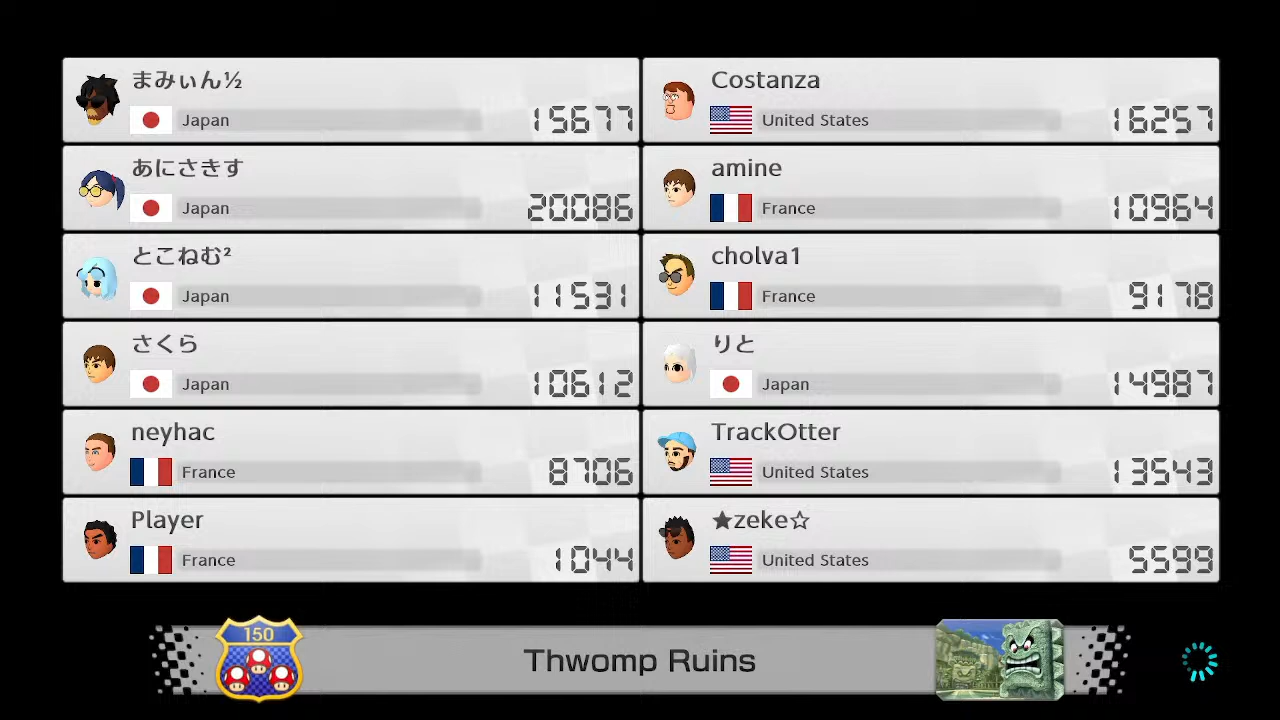 まみぃん½
Japan
15677
Costanza
United States
16257
あにさきす
Japan
20086
amine
France
10964
とこねむ²
Japan
11531
cholva1
France
9178
さくら
Japan
10612
りと
Japan
14987
neyhac
France
8706
TrackOtter
United States
13543
Player
France
1044
★zeke☆
United States
5599
150
Thwomp Ruins